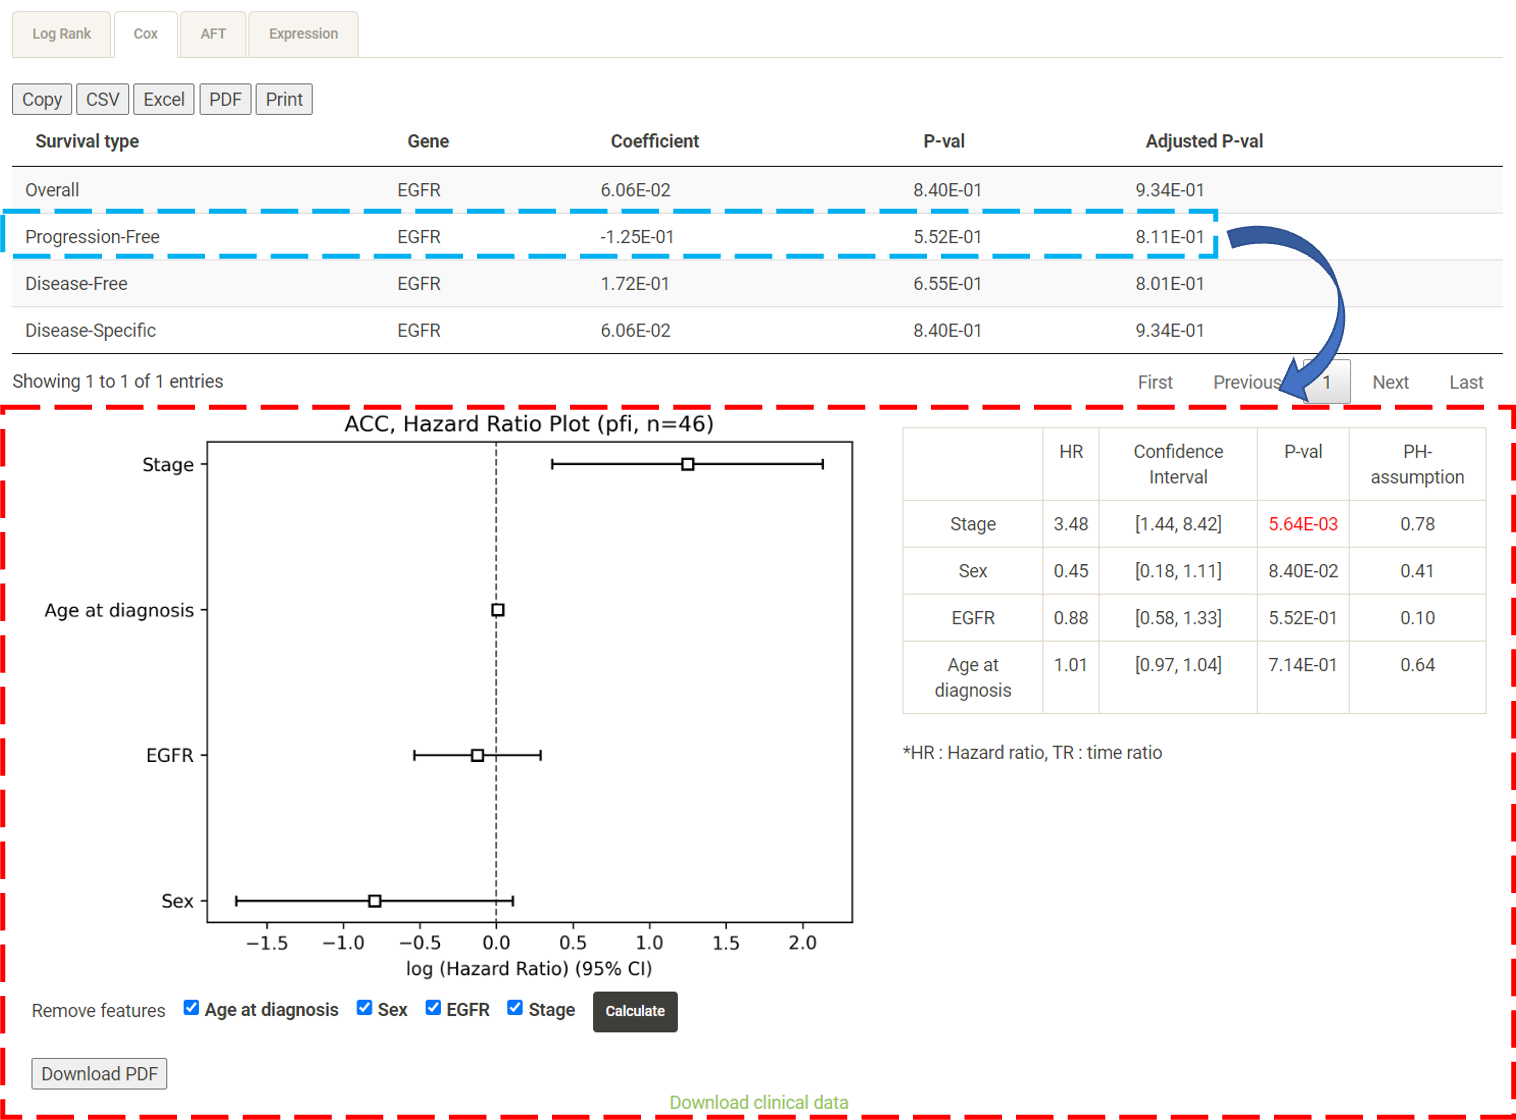 Log Rank Cox AFT Expression
Copy CSV Excel PDF Print
Survival type Gene Coefficient P-val Adjusted P-val
Overall EGFR 6.06E-02 8.40E-01 9.34E-01
Progression-Free EGFR -1.25E-01 5.52E-01 8.11E-01
Disease-Free EGFR 1.72E-01 6.55E-01 8.01E-01
Disease-Specific EGFR 6.06E-02 8.40E-01 9.34E-01
Showing 1 to 1 of 1 entries First Previous 1 Next Last
ACC, Hazard Ratio Plot (pfi, n=46)
Stage
Age at diagnosis
EGFR
Sex
−1.5 −1.0 −0.5 0.0 0.5 1.0 1.5 2.0
log (Hazard Ratio) (95% CI)
HR Confidence Interval P-val PH-assumption
Stage 3.48 [1.44, 8.42] 5.64E-03 0.78
Sex 0.45 [0.18, 1.11] 8.40E-02 0.41
EGFR 0.88 [0.58, 1.33] 5.52E-01 0.10
Age at diagnosis 1.01 [0.97, 1.04] 7.14E-01 0.64
*HR : Hazard ratio, TR : time ratio
Remove features Age at diagnosis Sex EGFR Stage Calculate
Download PDF
Download clinical data